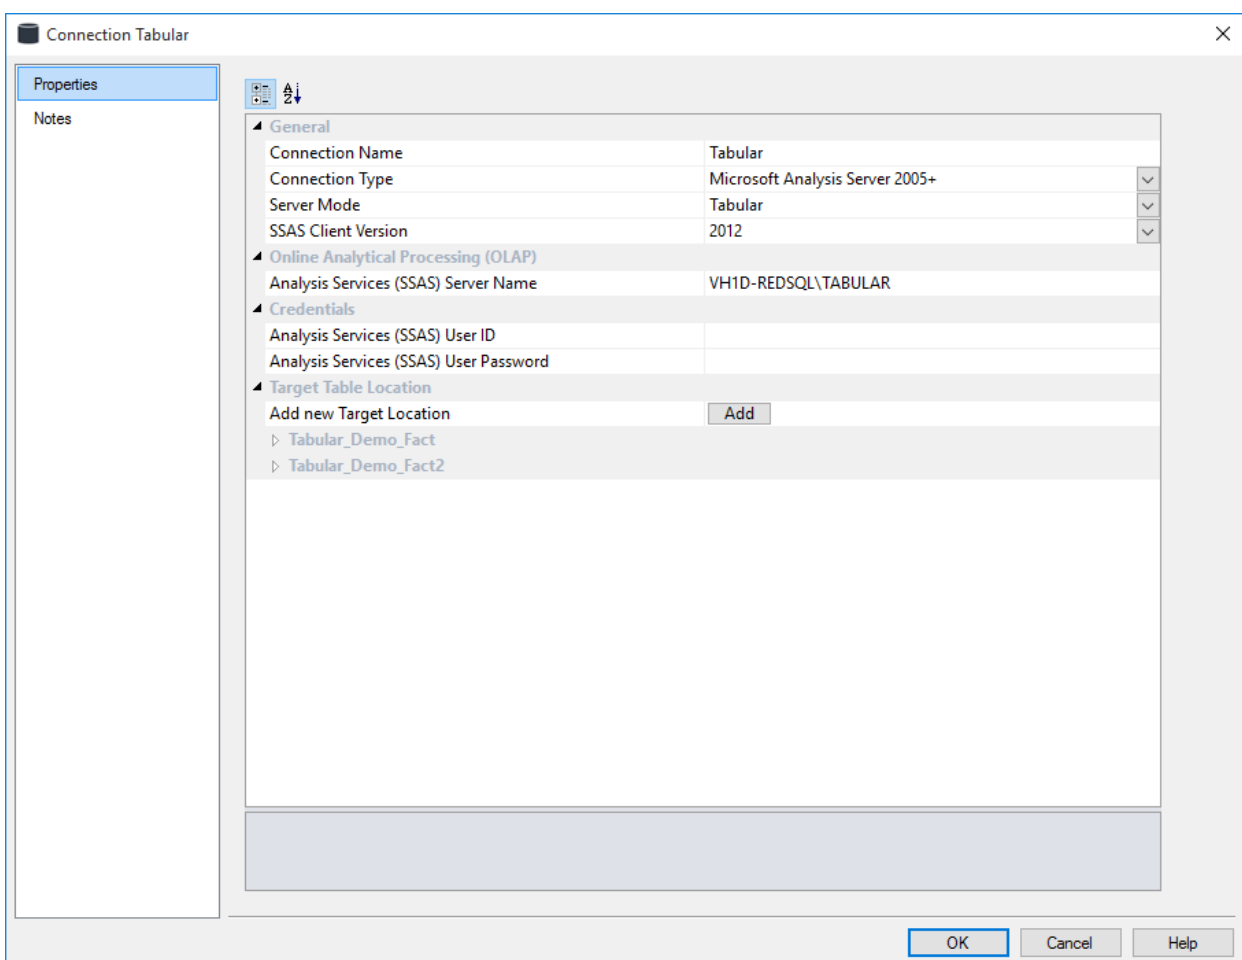 Connection Tabular
Properties
Notes
General
Connection Name Tabular
Connection Type Microsoft Analysis Server 2005+
Server Mode Tabular
SSAS Client Version 2012
Online Analytical Processing (OLAP)
Analysis Services (SSAS) Server Name VH1D-REDSQL\TABULAR
Credentials
Analysis Services (SSAS) User ID
Analysis Services (SSAS) User Password
Target Table Location
Add new Target Location Add
Tabular_Demo_Fact
Tabular_Demo_Fact2
OK Cancel Help